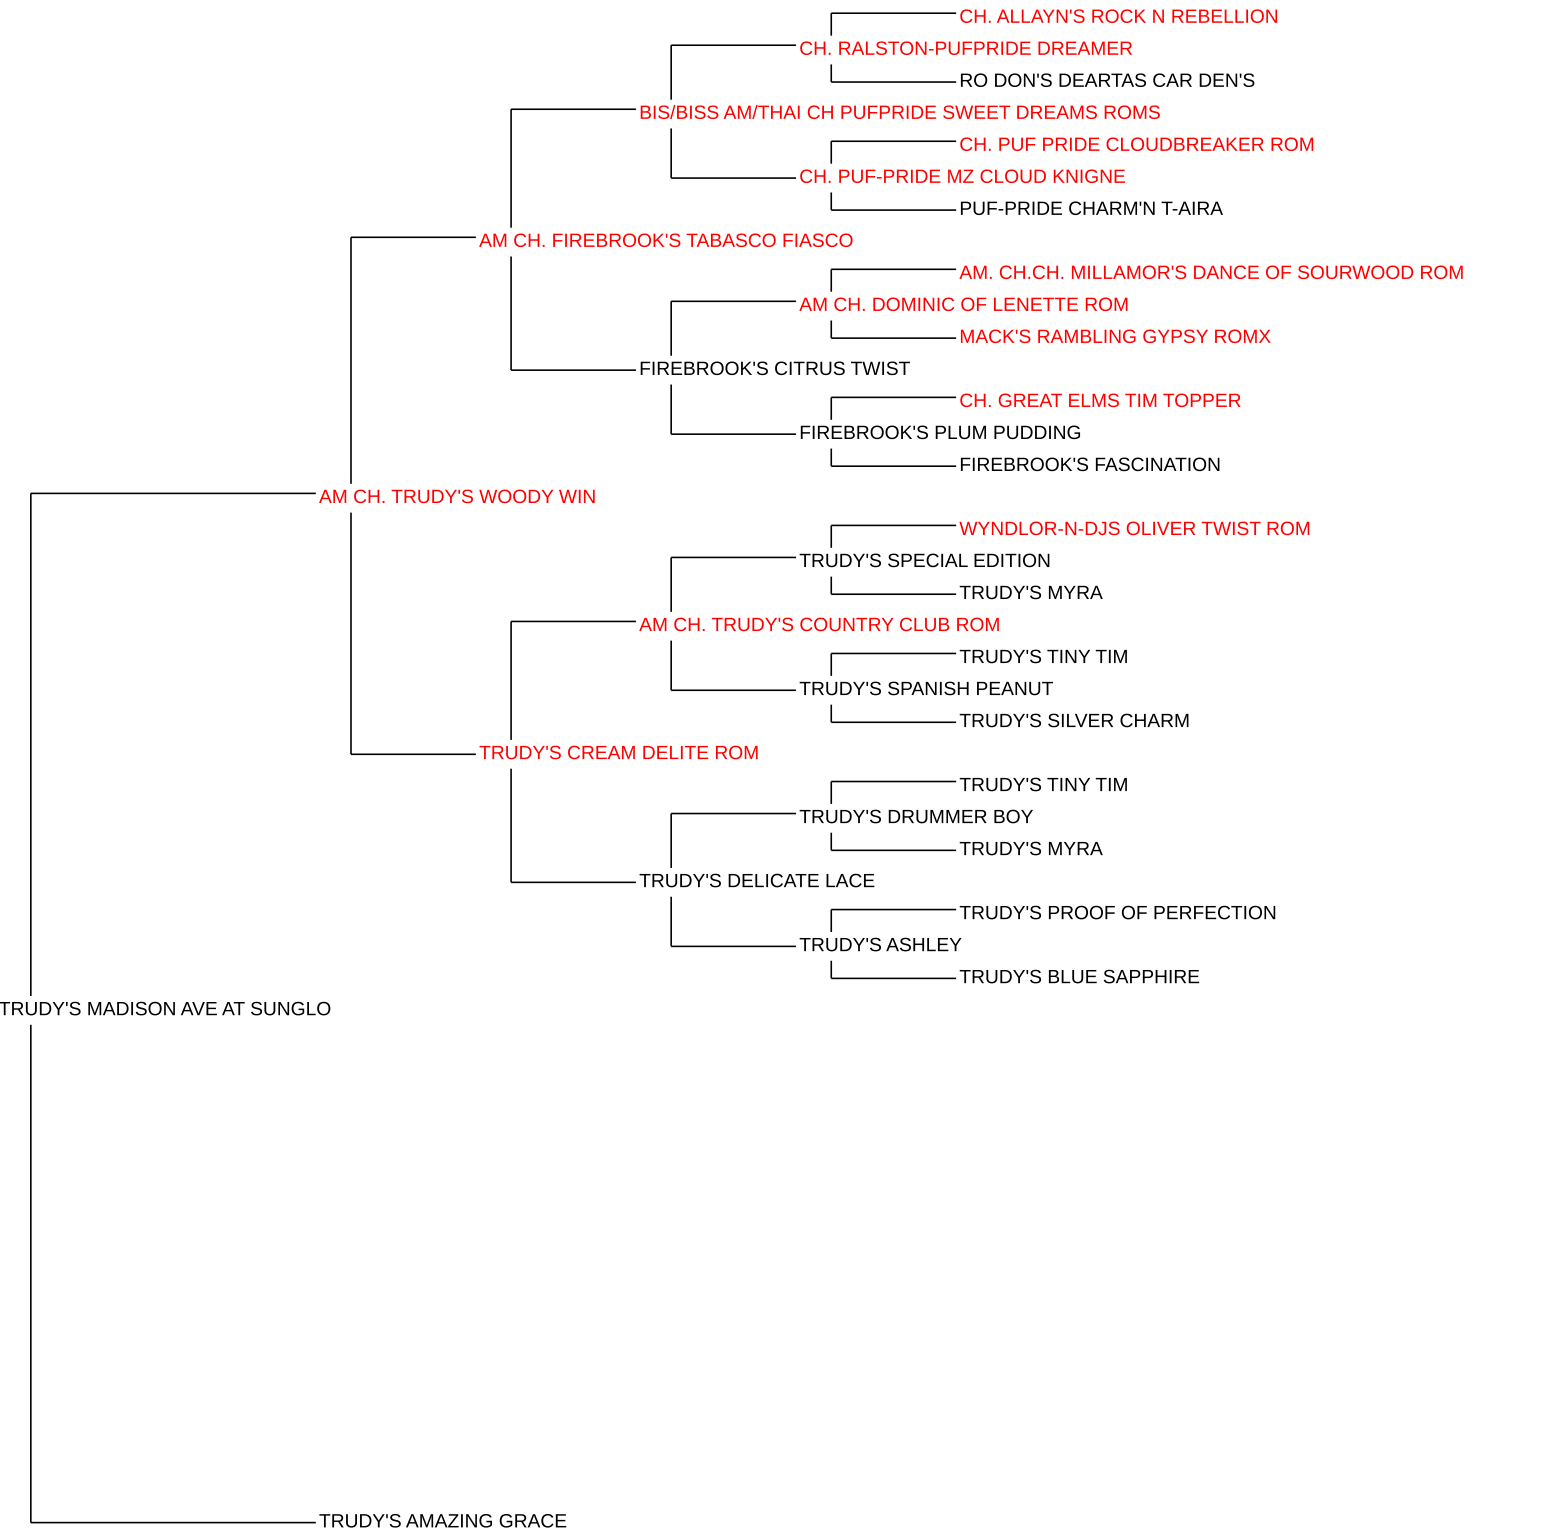 CH. ALLAYN'S ROCK N REBELLION
CH. RALSTON-PUFPRIDE DREAMER
RO DON'S DEARTAS CAR DEN'S
BIS/BISS AM/THAI CH PUFPRIDE SWEET DREAMS ROMS
CH. PUF PRIDE CLOUDBREAKER ROM
CH. PUF-PRIDE MZ CLOUD KNIGNE
PUF-PRIDE CHARM'N T-AIRA
AM CH. FIREBROOK'S TABASCO FIASCO
AM. CH.CH. MILLAMOR'S DANCE OF SOURWOOD ROM
AM CH. DOMINIC OF LENETTE ROM
MACK'S RAMBLING GYPSY ROMX
FIREBROOK'S CITRUS TWIST
CH. GREAT ELMS TIM TOPPER
FIREBROOK'S PLUM PUDDING
FIREBROOK'S FASCINATION
AM CH. TRUDY'S WOODY WIN
WYNDLOR-N-DJS OLIVER TWIST ROM
TRUDY'S SPECIAL EDITION
TRUDY'S MYRA
AM CH. TRUDY'S COUNTRY CLUB ROM
TRUDY'S TINY TIM
TRUDY'S SPANISH PEANUT
TRUDY'S SILVER CHARM
TRUDY'S CREAM DELITE ROM
TRUDY'S TINY TIM
TRUDY'S DRUMMER BOY
TRUDY'S MYRA
TRUDY'S DELICATE LACE
TRUDY'S PROOF OF PERFECTION
TRUDY'S ASHLEY
TRUDY'S BLUE SAPPHIRE
TRUDY'S MADISON AVE AT SUNGLO
TRUDY'S AMAZING GRACE